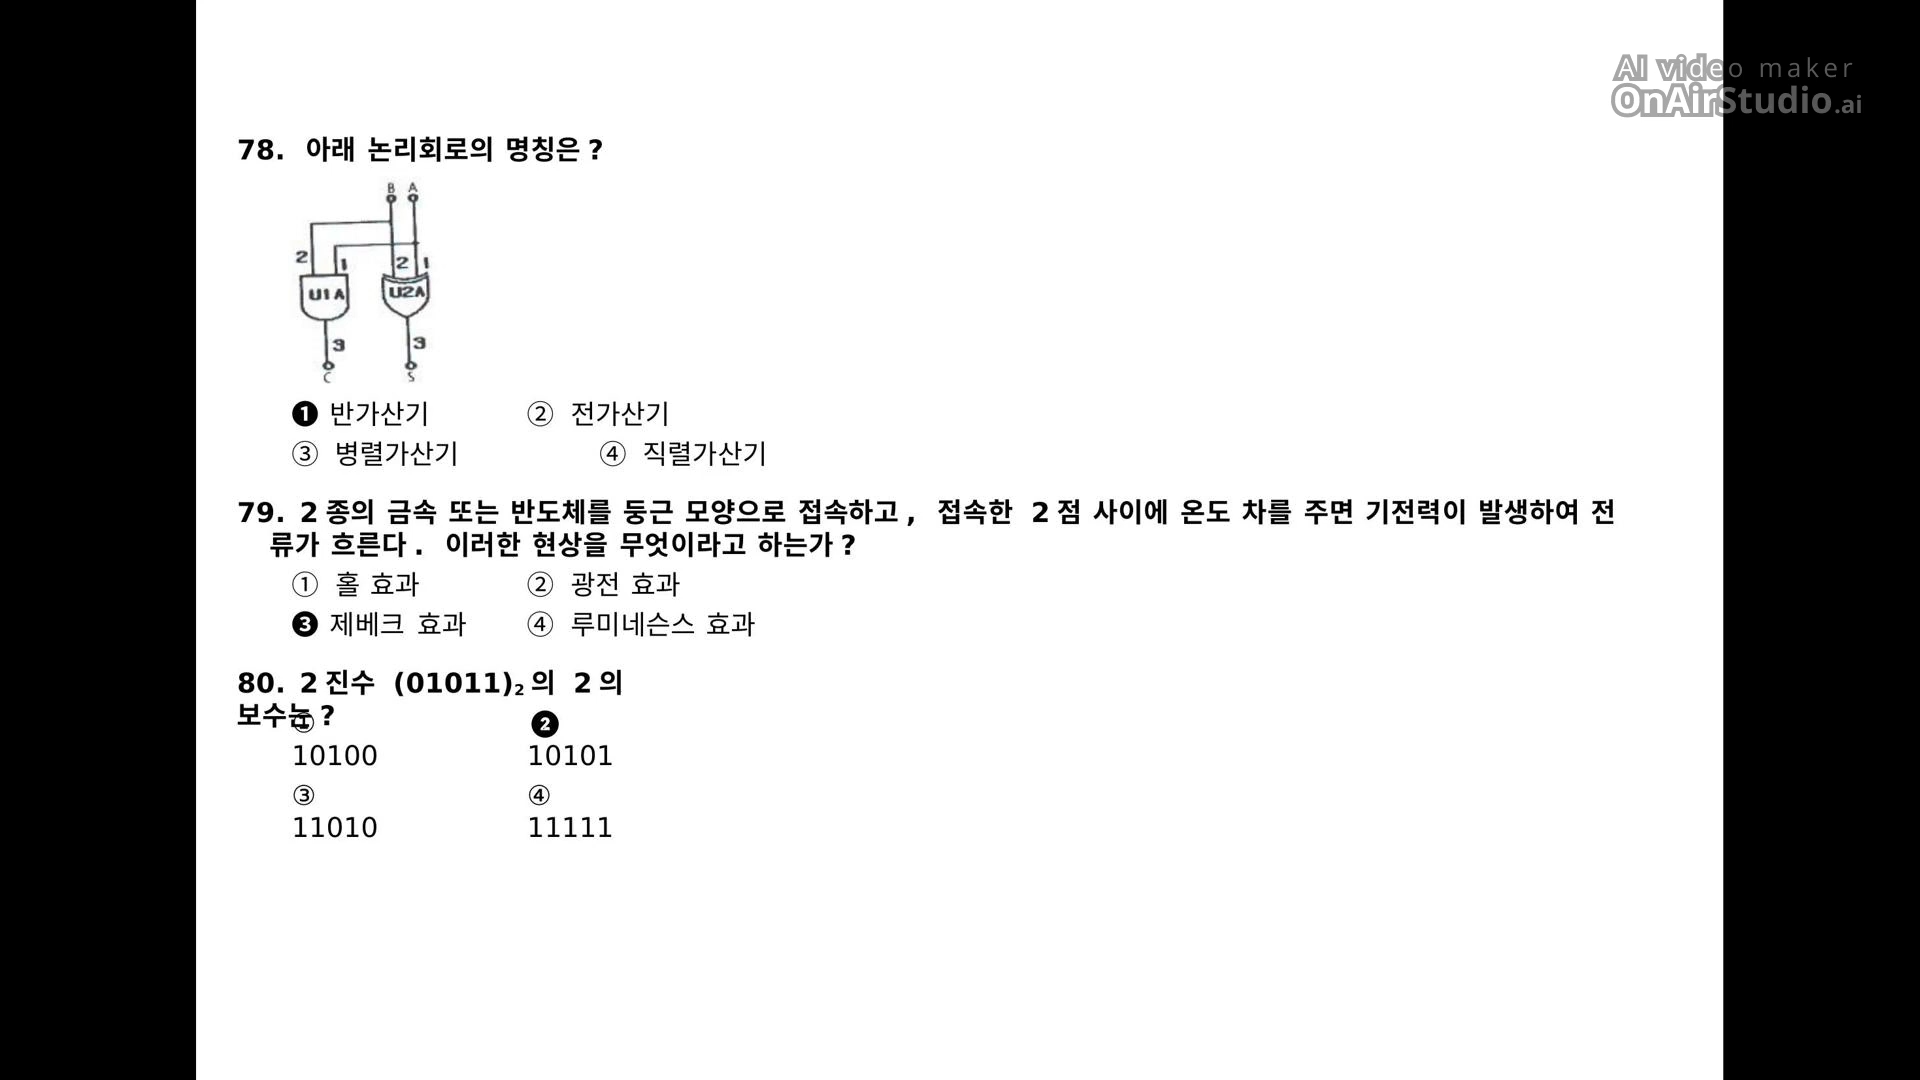 AI video maker
OnAirStudio.ai
78. 아래 논리회로의 명칭은?
B A
2 1 2 1
U1A U2A
3 3
C S
❶ 반가산기 ② 전가산기
③ 병렬가산기 ④ 직렬가산기
79. 2종의 금속 또는 반도체를 둥근 모양으로 접속하고, 접속한 2점 사이에 온도 차를 주면 기전력이 발생하여 전
류가 흐른다. 이러한 현상을 무엇이라고 하는가?
① 홀 효과 ② 광전 효과
❸ 제베크 효과 ④ 루미네슨스 효과
80. 2진수 (01011)₂의 2의
보수는?
① ❷
10100 10101
③ ④
11010 11111